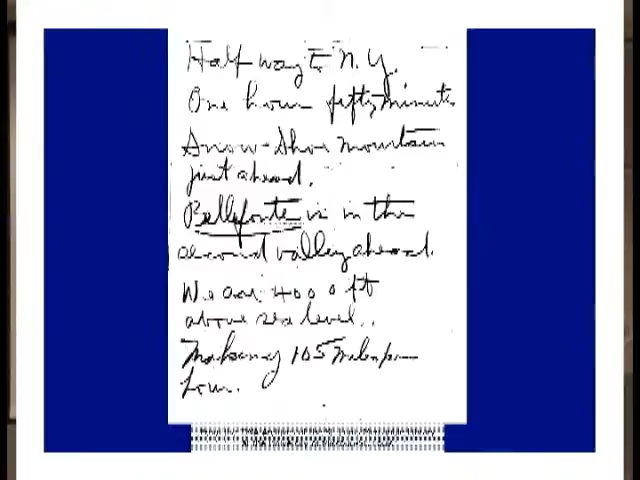 Half way to N.Y.
One hour fifty minutes
Snow-Shoe mountain
just ahead.
Bellefonte is in the
second valley ahead.
We are 4000 ft
above sea level.
Making 105 miles per
hour.